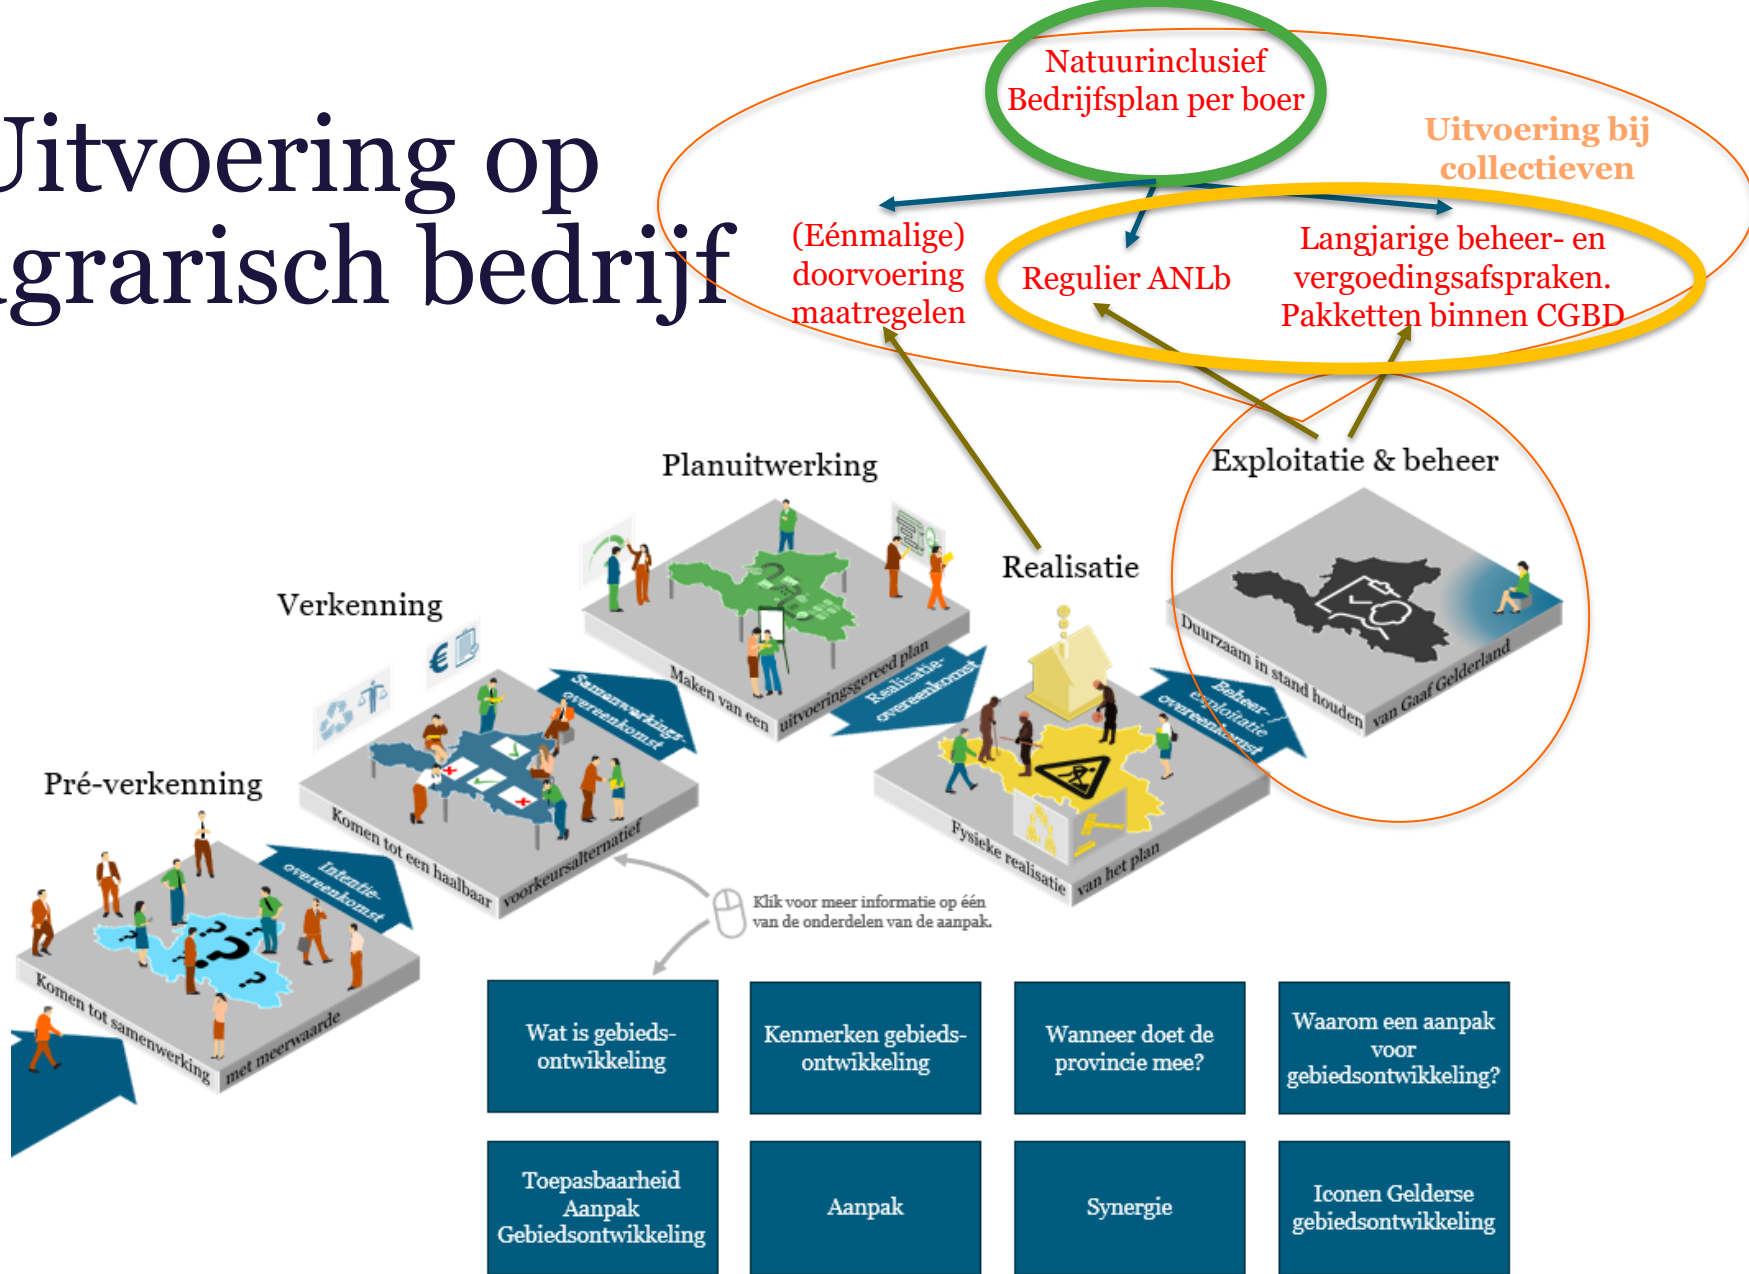 Uitvoering op
agrarisch bedrijf
Natuurinclusief
Bedrijfsplan per boer
Uitvoering bij
collectieven
(Eénmalige)
doorvoering
maatregelen
Regulier ANLb
Langjarige beheer- en
vergoedingsafspraken.
Pakketten binnen CGBD
Planuitwerking
Exploitatie & beheer
Realisatie
Verkenning
Pré-verkenning
Maken van een
uitvoeringsgereed plan
Duurzaam in stand houden
van Gaaf Gelderland
Samenwerkings-
overeenkomst
Realisatie-
overeenkomst
Beheer-/
exploitatie
overeenkomst
Komen tot een haalbaar
voorkeursalternatief
Fysieke realisatie
van het plan
Intentie-
overeenkomst
Komen tot samenwerking
met meerwaarde
Klik voor meer informatie op één
van de onderdelen van de aanpak.
Wat is gebieds-
ontwikkeling
Kenmerken gebieds-
ontwikkeling
Wanneer doet de
provincie mee?
Waarom een aanpak
voor
gebiedsontwikkeling?
Toepasbaarheid
Aanpak
Gebiedsontwikkeling
Aanpak
Synergie
Iconen Gelderse
gebiedsontwikkeling